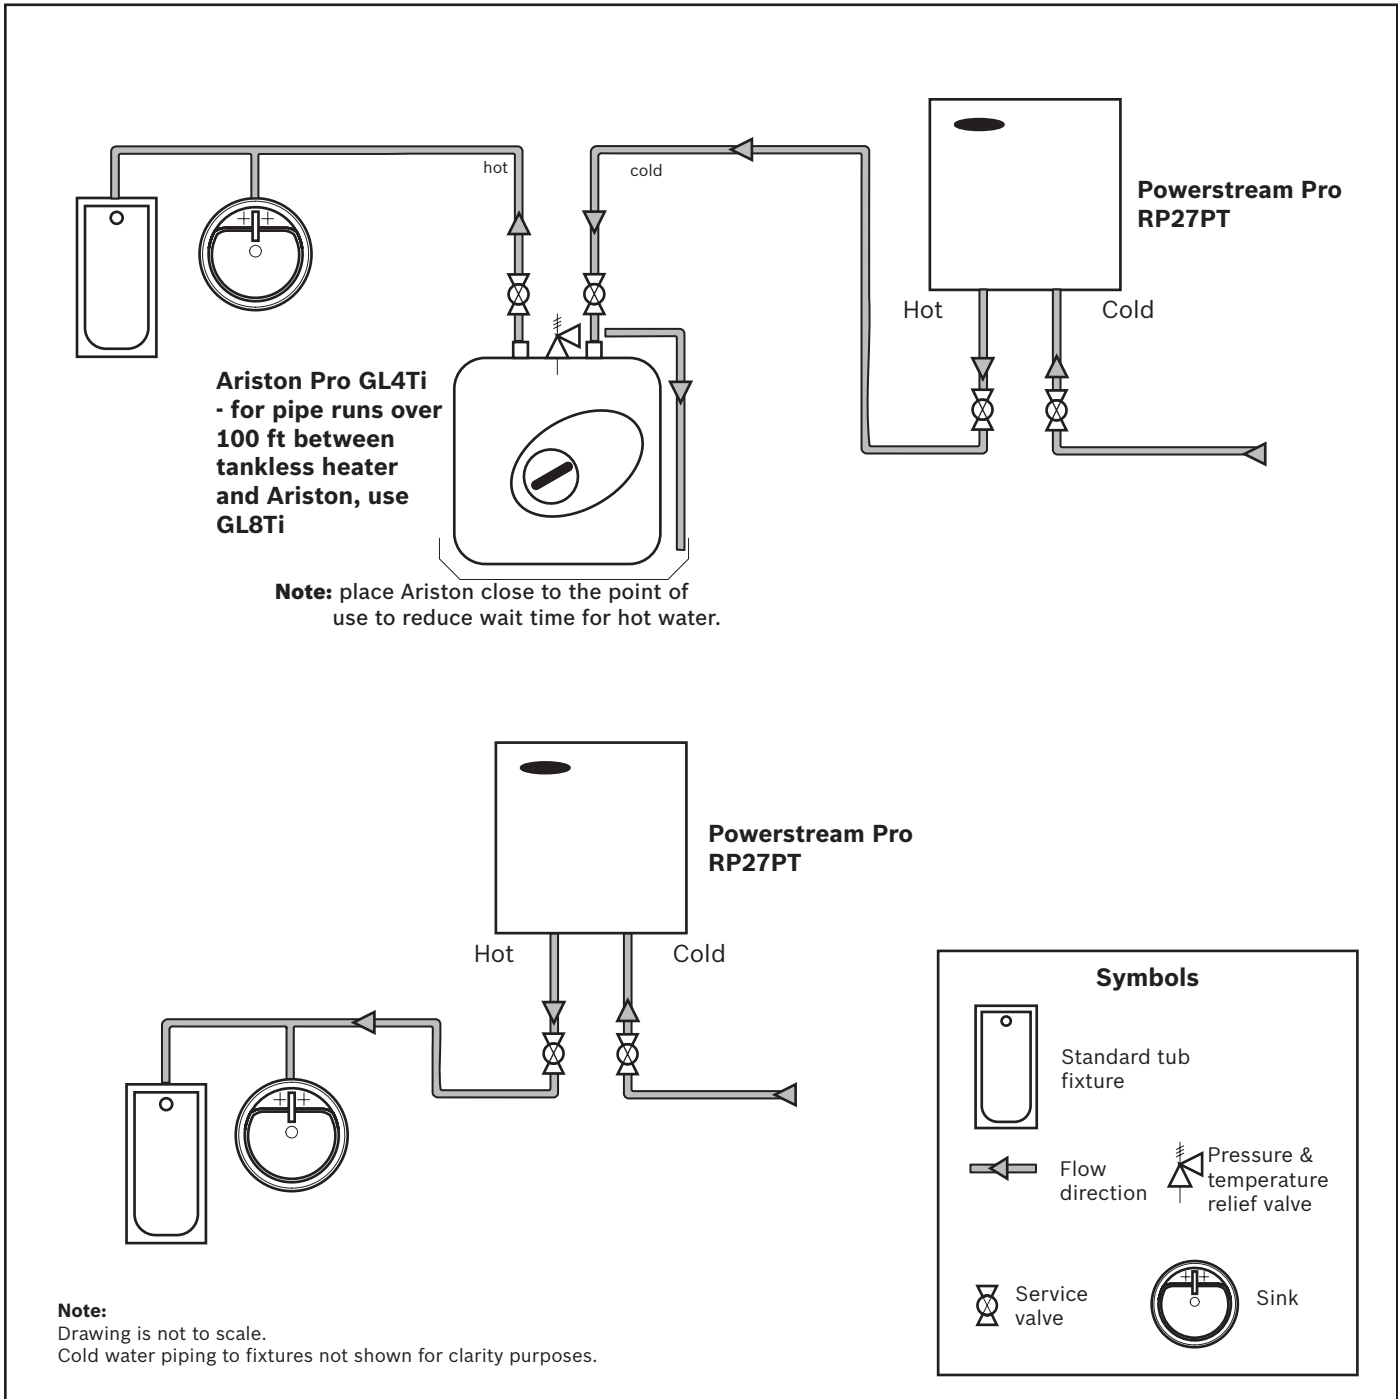 hot
cold
Powerstream Pro
RP27PT
Hot
Cold
Ariston Pro GL4Ti
- for pipe runs over
100 ft between
tankless heater
and Ariston, use
GL8Ti
Note: place Ariston close to the point of
use to reduce wait time for hot water.
Powerstream Pro
RP27PT
Hot
Cold
Symbols
Standard tub
fixture
Flow
direction
Pressure &
temperature
relief valve
Service
valve
Sink
Note:
Drawing is not to scale.
Cold water piping to fixtures not shown for clarity purposes.